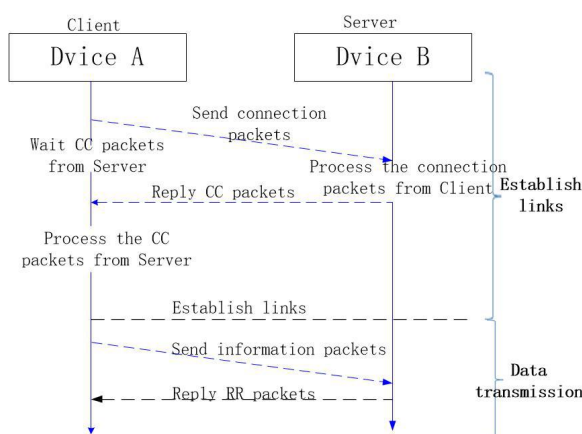 Client
Server
Dvice A
Dvice B
Send connection
packets
Wait CC packets
from Server
Process the connection
packets from Client
Establish
links
Reply CC packets
Process the CC
packets from Server
Establish links
Send information packets
Data
transmission
Reply RR packets